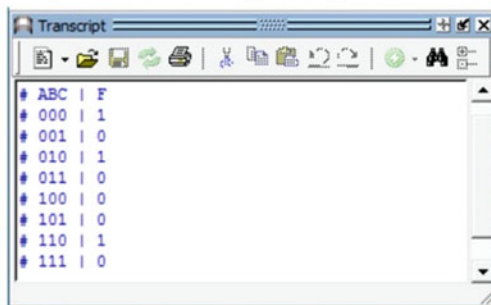 Transcript
# ABC | F
# 000 | 1
# 001 | 0
# 010 | 1
# 011 | 0
# 100 | 0
# 101 | 0
# 110 | 1
# 111 | 0